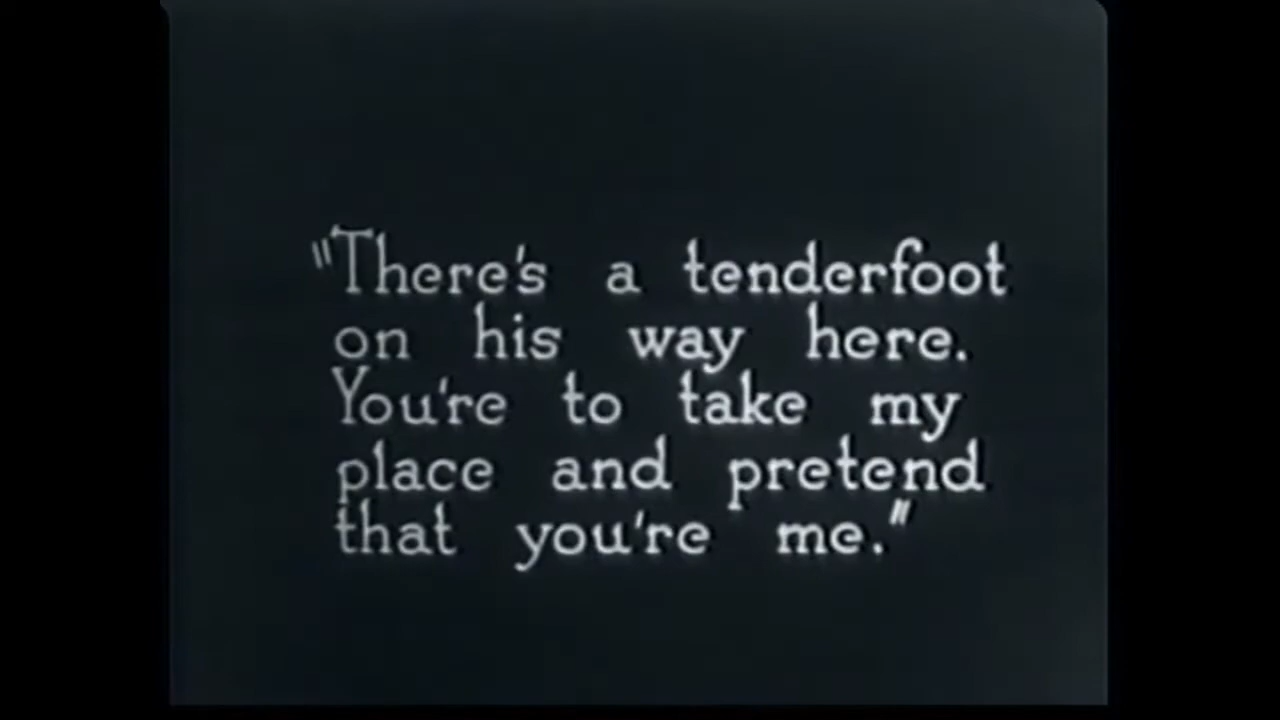 "There's a tenderfoot
on his way here.
You're to take my
place and pretend
that you're me."